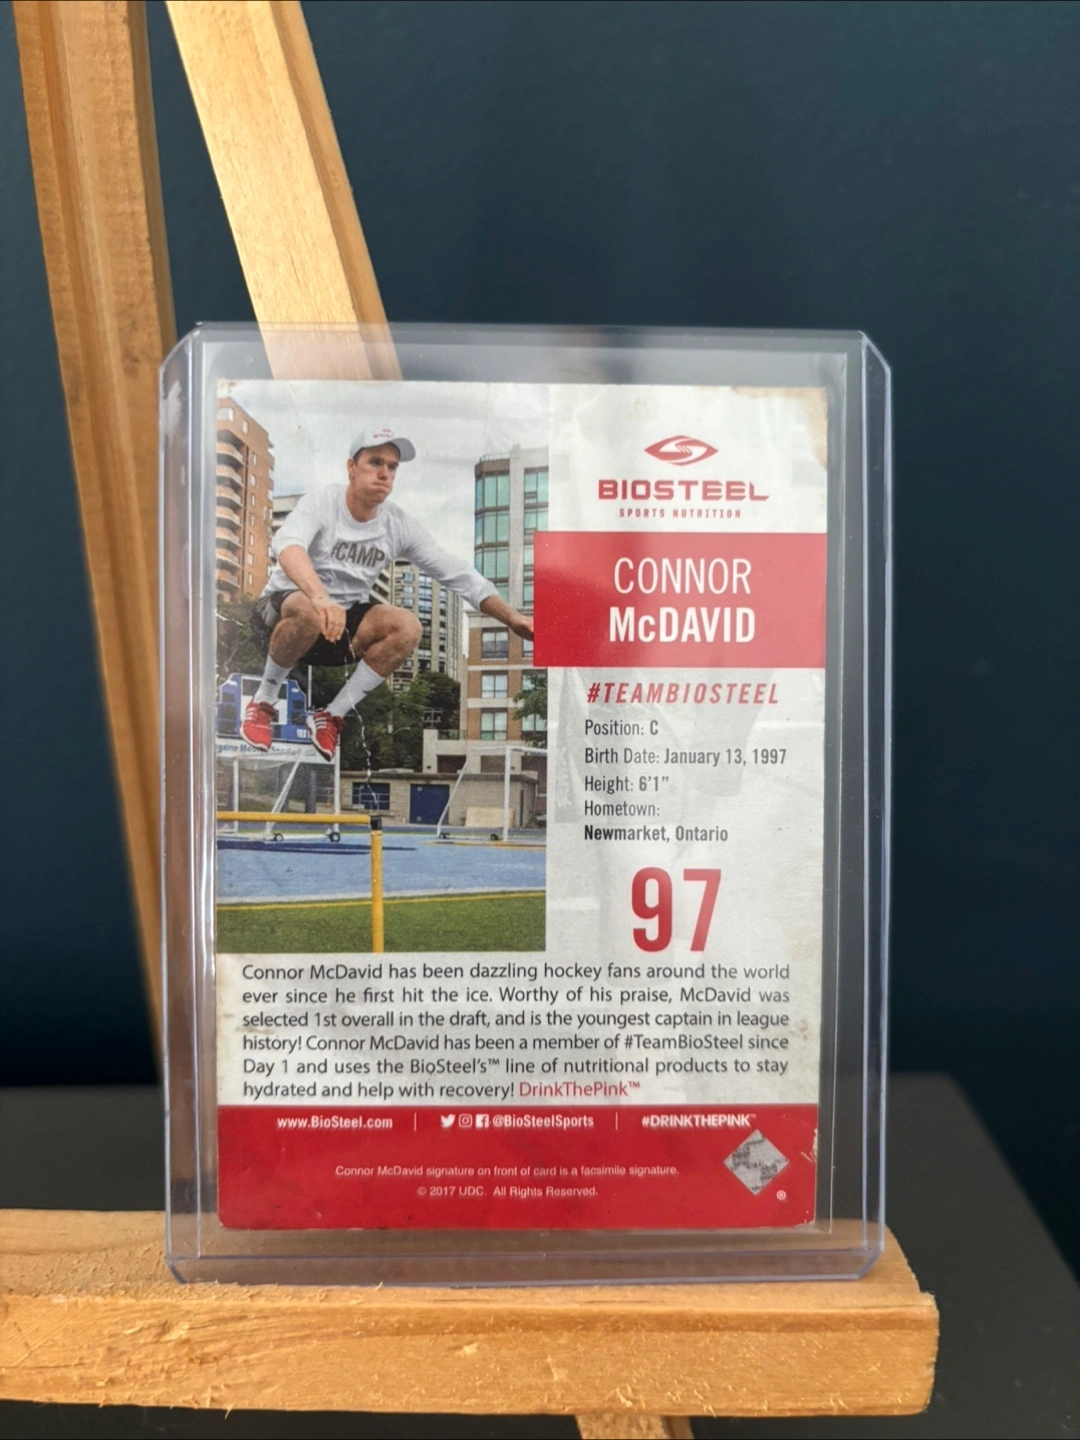 BIOSTEEL
SPORTS NUTRITION
CONNOR
McDAVID
#TEAMBIOSTEEL
Position: C
Birth Date: January 13, 1997
Height: 6'1"
Hometown:
Newmarket, Ontario
97
CAMP
Connor McDavid has been dazzling hockey fans around the world
ever since he first hit the ice. Worthy of his praise, McDavid was
selected 1st overall in the draft, and is the youngest captain in league
history! Connor McDavid has been a member of #TeamBioSteel since
Day 1 and uses the BioSteel's™ line of nutritional products to stay
hydrated and help with recovery! DrinkThePink™
www.BioSteel.com | @BioSteelSports | #DRINKTHEPINK™
Connor McDavid signature on front of card is a facsimile signature.
© 2017 UDC. All Rights Reserved.
®